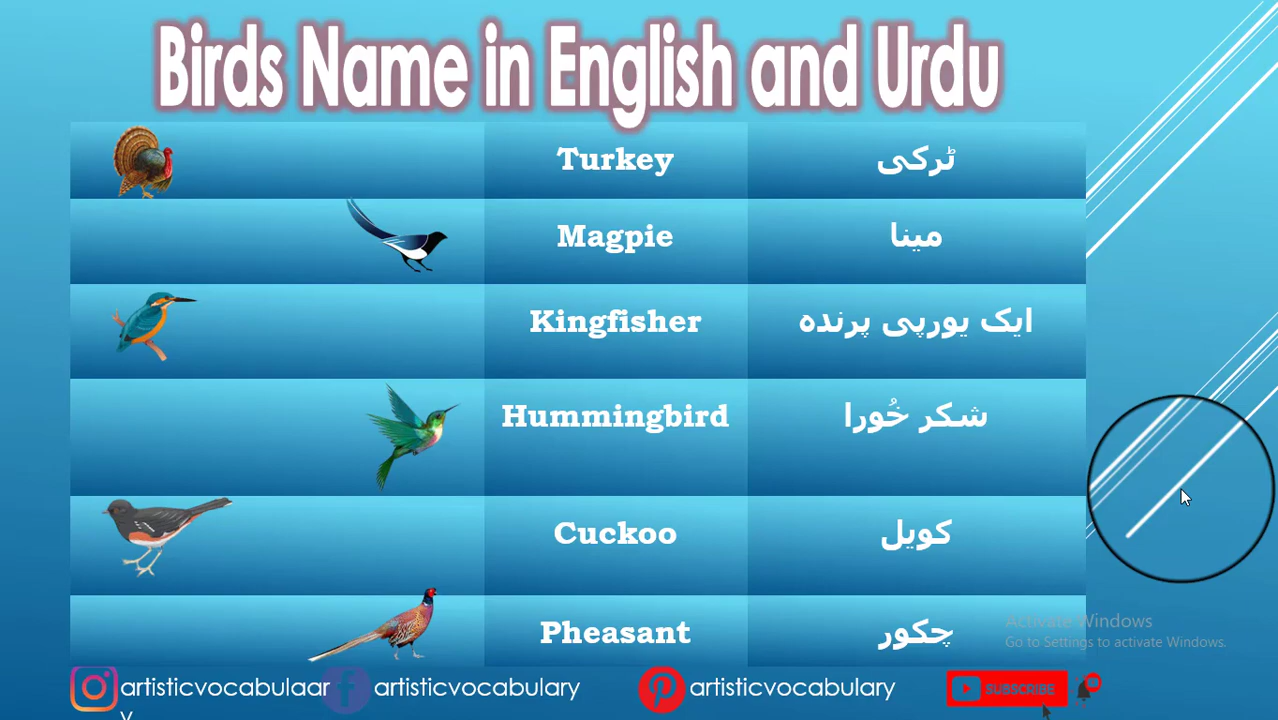 Birds Name in English and Urdu
Turkey ٹرکی
Magpie مینا
Kingfisher ایک یورپی پرندہ
Hummingbird شکر خُورا
Cuckoo کویل
Pheasant چکور
Activate Windows
Go to Settings to activate Windows.
artisticvocabulaar artisticvocabulary artisticvocabulary SUBSCRIBE
y